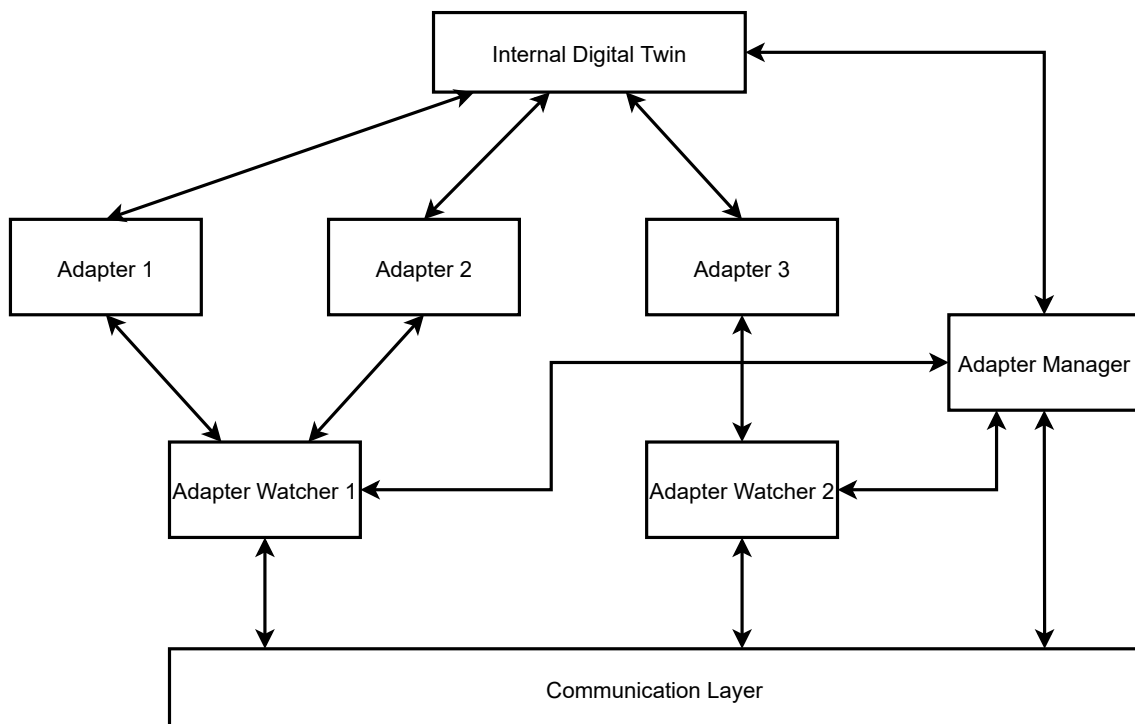 Internal Digital Twin
Adapter 1
Adapter 2
Adapter 3
Adapter Manager
Adapter Watcher 1
Adapter Watcher 2
Communication Layer